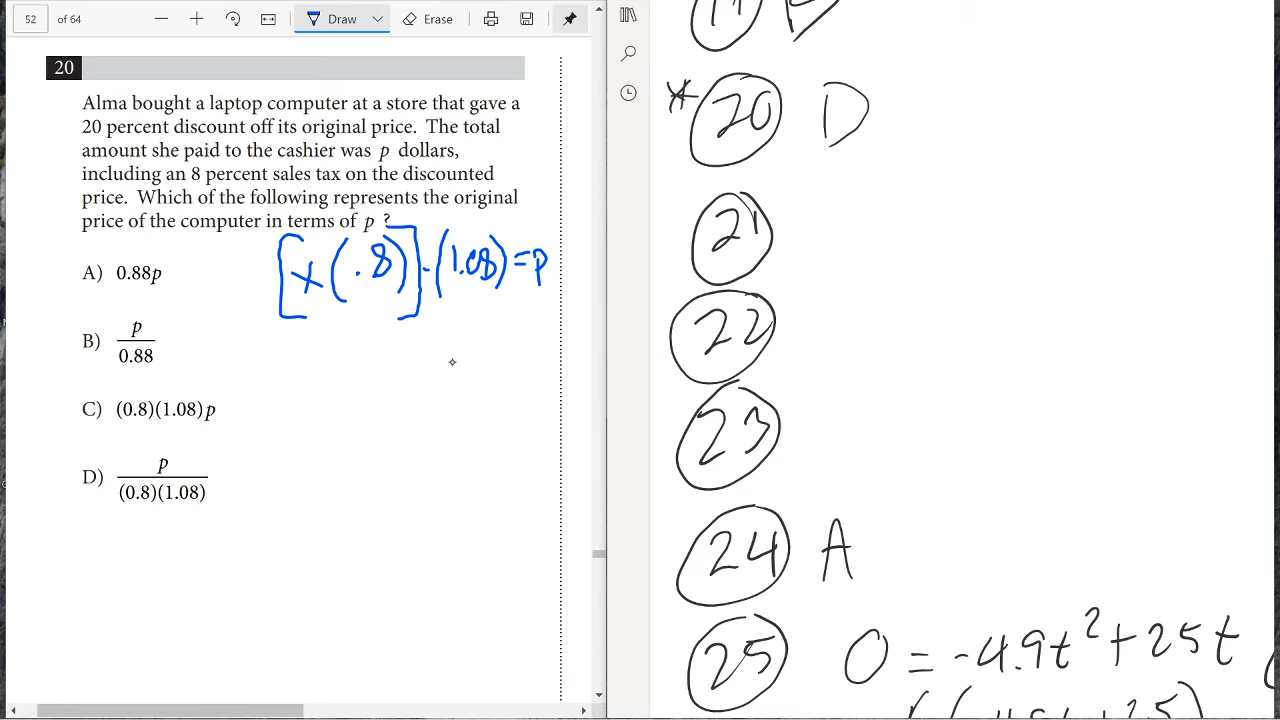 52 of 64
Draw
Erase
20
Alma bought a laptop computer at a store that gave a
20 percent discount off its original price. The total
amount she paid to the cashier was p dollars,
including an 8 percent sales tax on the discounted
price. Which of the following represents the original
price of the computer in terms of p ?
[x(.8)]·(1.08)=p
A) 0.88p
B) p
0.88
C) (0.8)(1.08)p
D) p
(0.8)(1.08)
* 20 D
21
22
23
24 A
25 0 = -4.9t²+25t